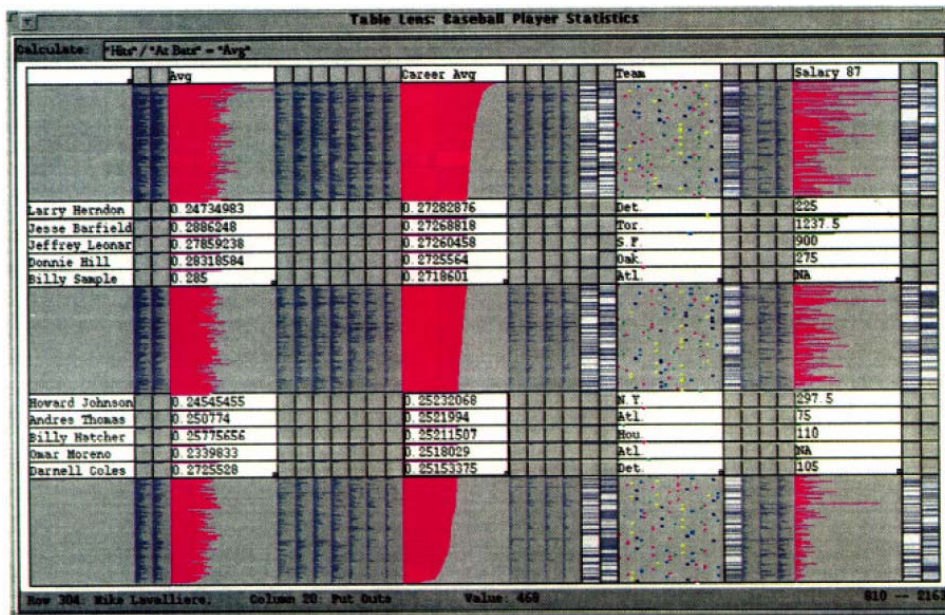 Table Lens: Baseball Player Statistics
Calculate: "Hits" / "At Bats" = "Avg"
Avg Career Avg Team Salary 87
Larry Herndon 0.24734983 0.27282876 Det. 225
Jesse Barfield 0.2886248 0.27268818 Tor. 1237.5
Jeffrey Leonar 0.27859238 0.27260458 S.F. 900
Donnie Hill 0.28318584 0.2725564 Oak. 275
Billy Sample 0.285 0.2718601 Atl. NA
Howard Johnson 0.24545455 0.25232068 N.Y. 297.5
Andres Thomas 0.250774 0.2521994 Atl. 75
Billy Hatcher 0.25775656 0.25211507 Hou. 110
Omar Moreno 0.2339833 0.2518029 Atl. NA
Darnell Coles 0.2725528 0.25153375 Det. 105
Row 304: Mike Lavalliere, Column 20: Put Outs Value: 468 810 -- 2163